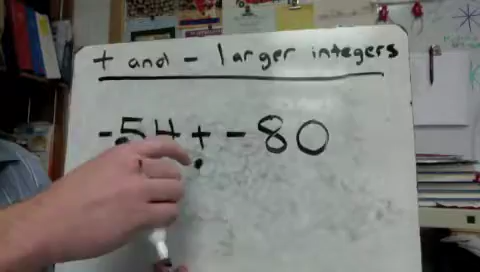 + and - larger integers
-54 + -80